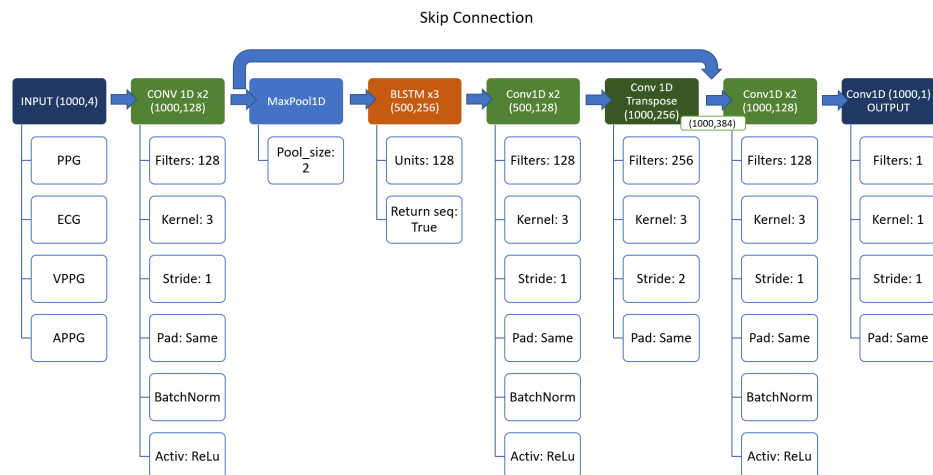 Skip Connection
INPUT (1000,4)
CONV 1D x2
(1000,128)
MaxPool1D
BLSTM x3
(500,256)
Conv1D x2
(500,128)
Conv 1D
Transpose
(1000,256)
(1000,384)
Conv1D x2
(1000,128)
Conv1D (1000,1)
OUTPUT
PPG
ECG
VPPG
APPG
Filters: 128
Kernel: 3
Stride: 1
Pad: Same
BatchNorm
Activ: ReLu
Pool_size:
2
Units: 128
Return seq:
True
Filters: 128
Kernel: 3
Stride: 1
Pad: Same
BatchNorm
Activ: ReLu
Filters: 256
Kernel: 3
Stride: 2
Pad: Same
Filters: 128
Kernel: 3
Stride: 1
Pad: Same
BatchNorm
Activ: ReLu
Filters: 1
Kernel: 1
Stride: 1
Pad: Same